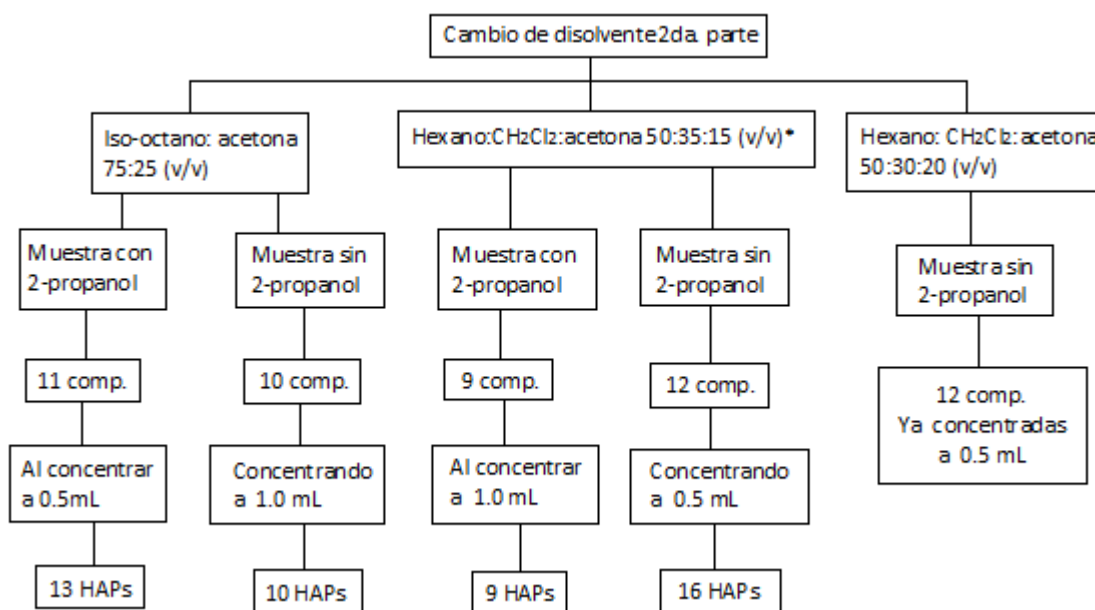 Cambio de disolvente 2da. parte
Iso-octano: acetona
75:25 (v/v)
Hexano:CH₂Cl₂:acetona 50:35:15 (v/v)*
Hexano: CH₂Cl₂:acetona
50:30:20 (v/v)
Muestra con
2-propanol
Muestra sin
2-propanol
Muestra con
2-propanol
Muestra sin
2-propanol
Muestra sin
2-propanol
11 comp.
10 comp.
9 comp.
12 comp.
12 comp.
Ya concentradas
a 0.5 mL
Al concentrar
a 0.5mL
Concentrando
a 1.0 mL
Al concentrar
a 1.0 mL
Concentrando
a 0.5 mL
13 HAPs
10 HAPs
9 HAPs
16 HAPs